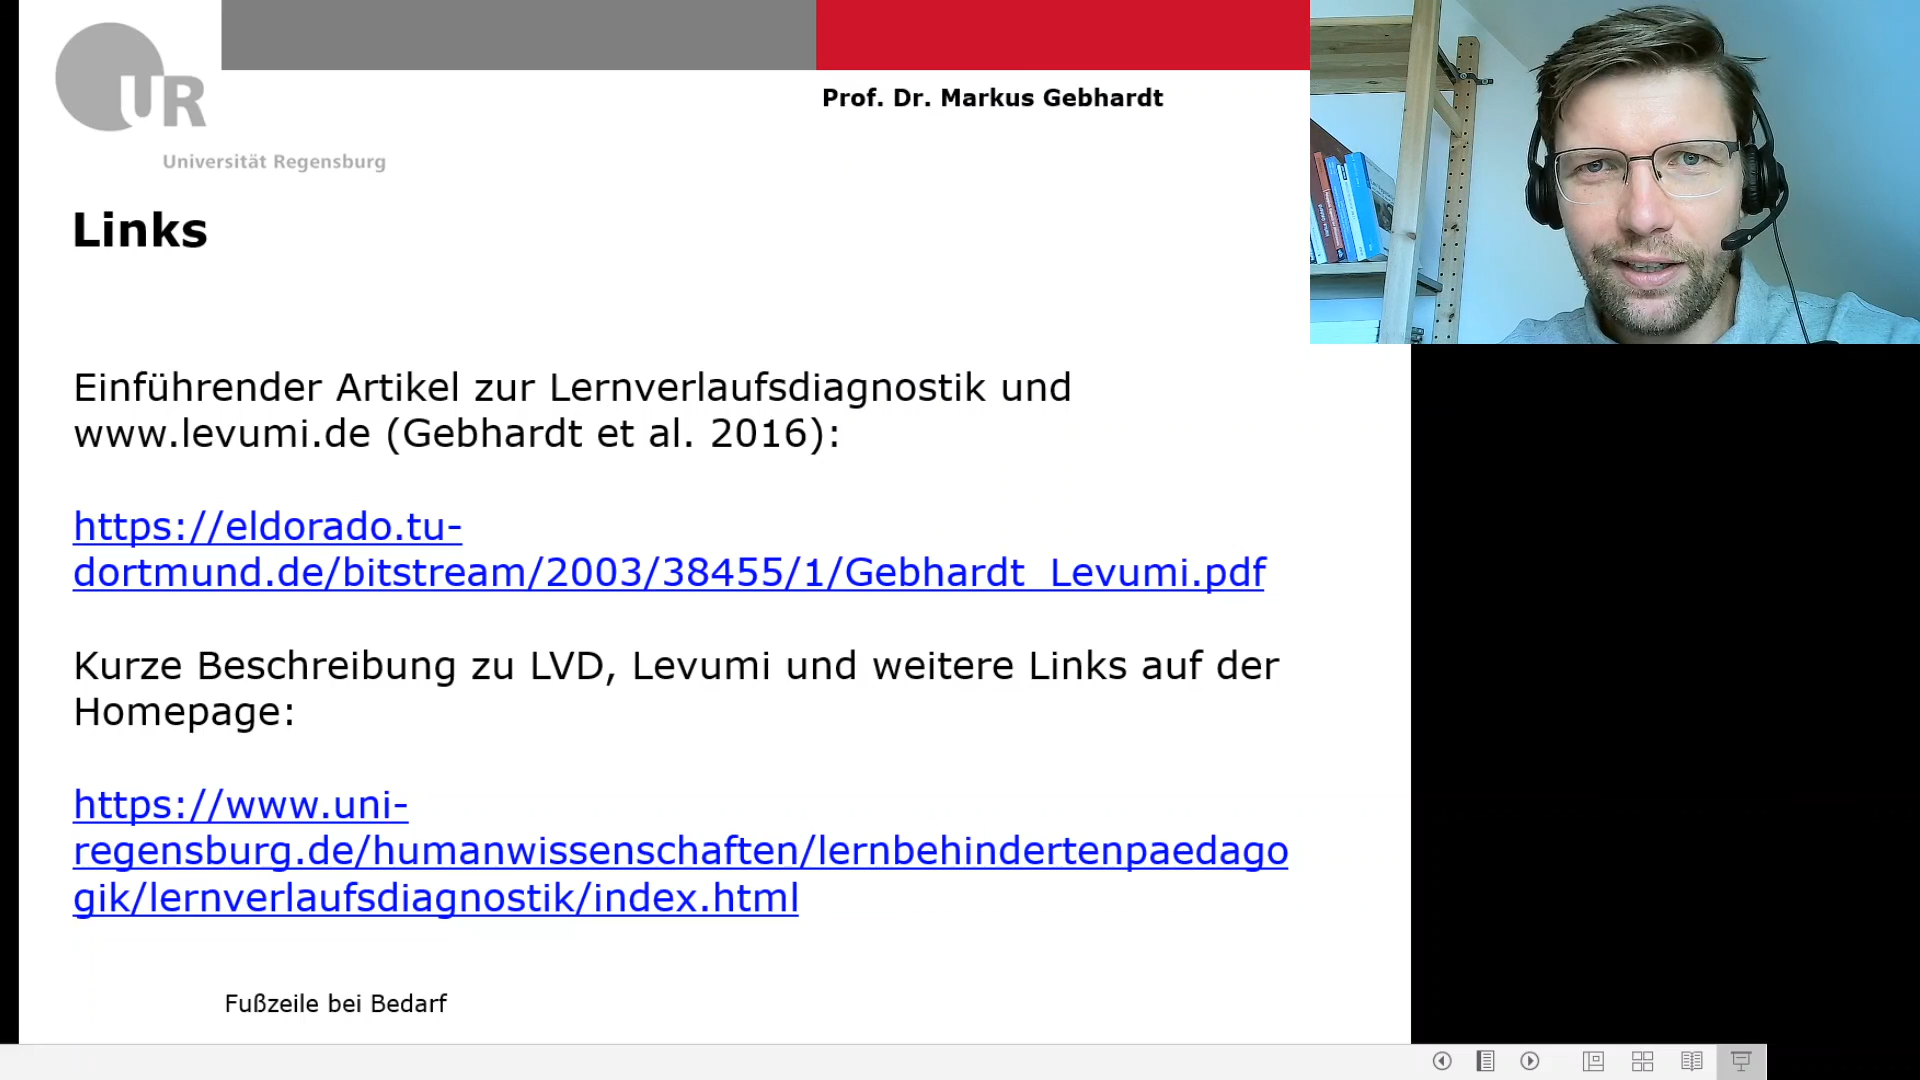 UR
Universität Regensburg
Prof. Dr. Markus Gebhardt
Links
Einführender Artikel zur Lernverlaufsdiagnostik und
www.levumi.de (Gebhardt et al. 2016):
https://eldorado.tu-
dortmund.de/bitstream/2003/38455/1/Gebhardt_Levumi.pdf
Kurze Beschreibung zu LVD, Levumi und weitere Links auf der
Homepage:
https://www.uni-
regensburg.de/humanwissenschaften/lernbehindertenpaedago
gik/lernverlaufsdiagnostik/index.html
Fußzeile bei Bedarf